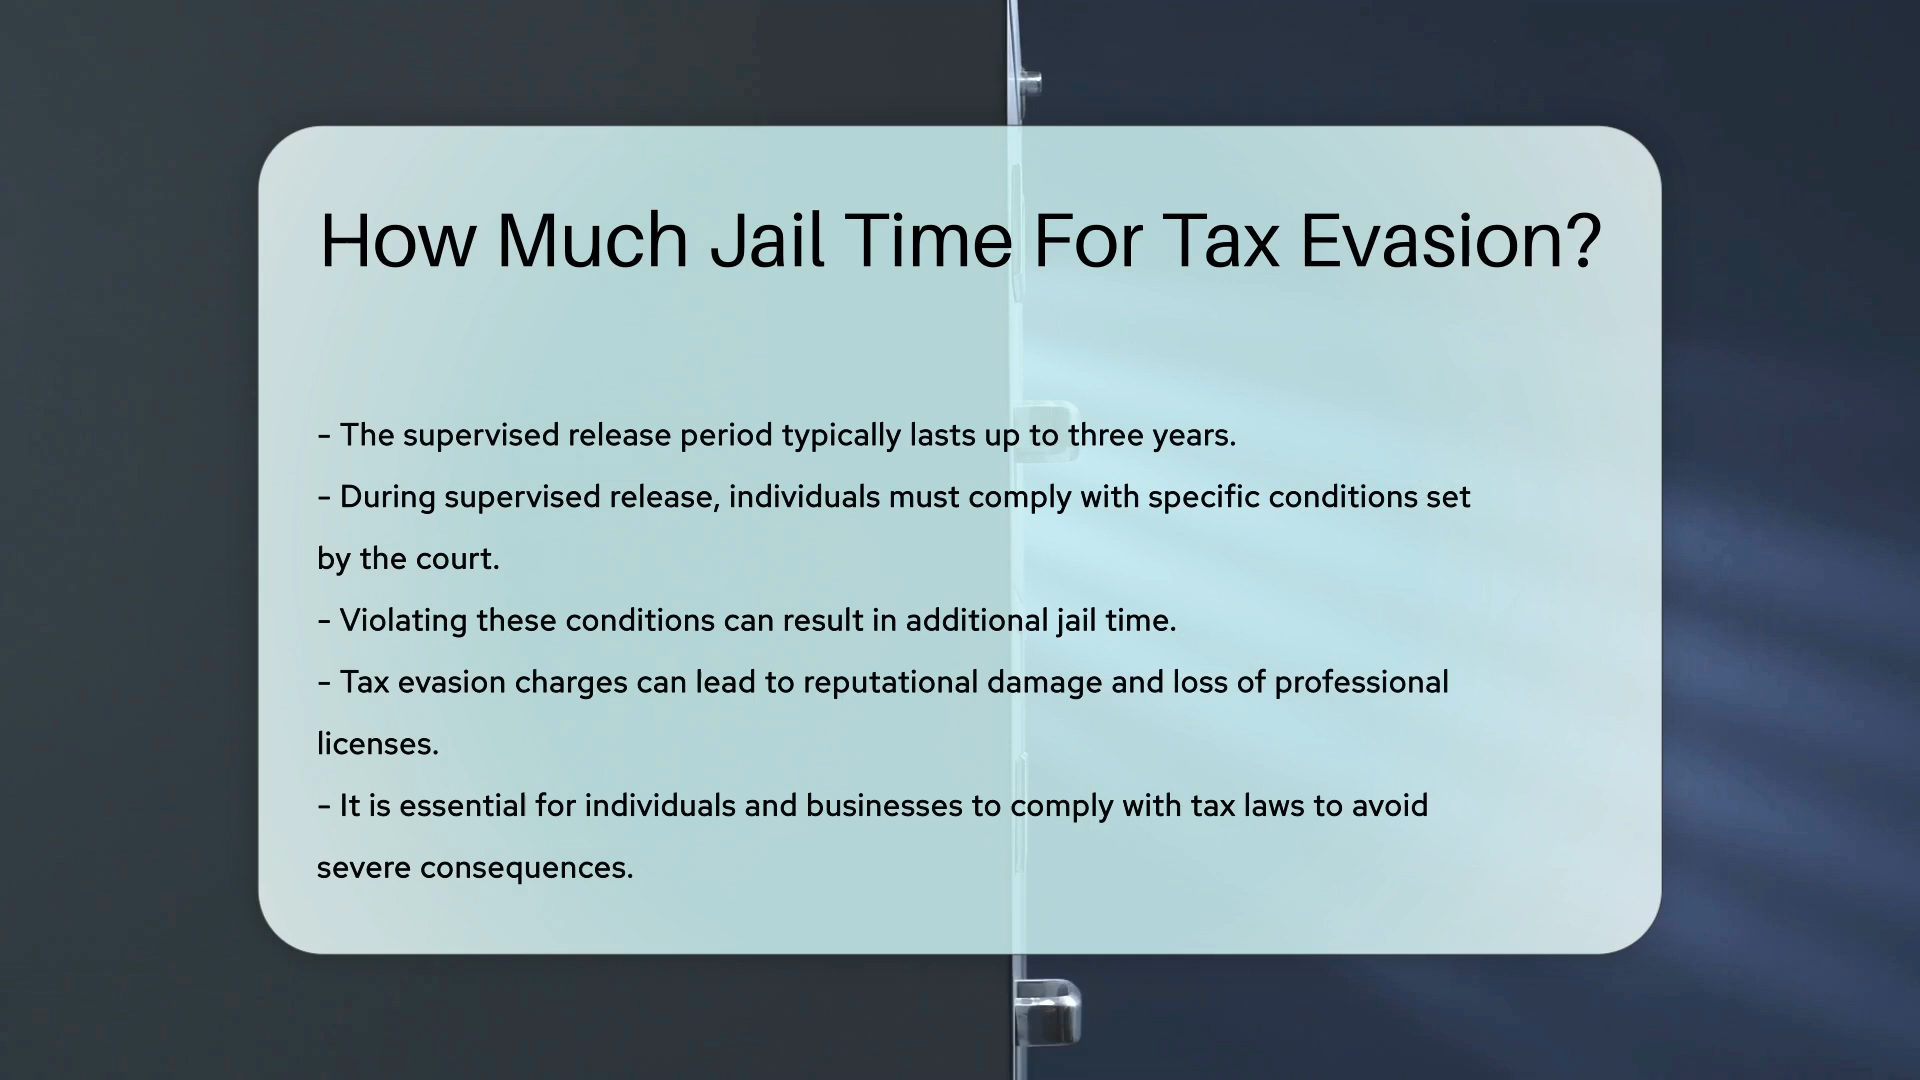 How Much Jail Time For Tax Evasion?
- The supervised release period typically lasts up to three years.
- During supervised release, individuals must comply with specific conditions set
by the court.
- Violating these conditions can result in additional jail time.
- Tax evasion charges can lead to reputational damage and loss of professional
licenses.
- It is essential for individuals and businesses to comply with tax laws to avoid
severe consequences.